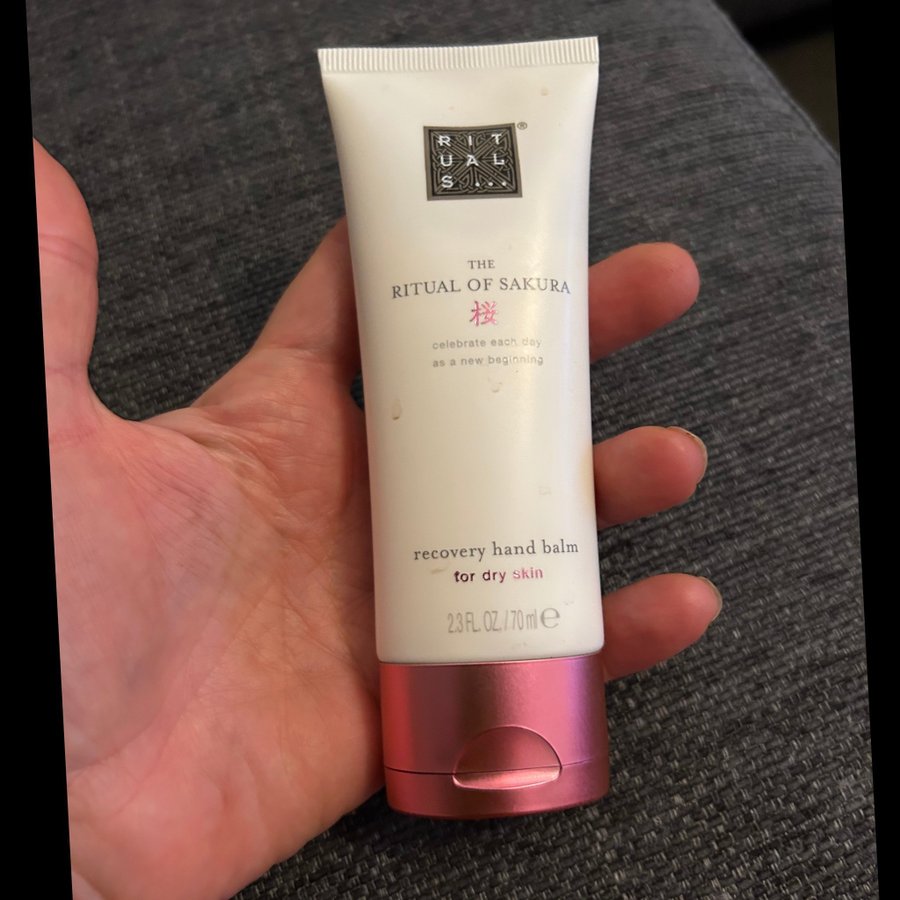 RIT
UAL
S...
®
THE
RITUAL OF SAKURA
桜
celebrate each day
as a new beginning
recovery hand balm
for dry skin
2.3 FL. OZ. / 70 ml ℮